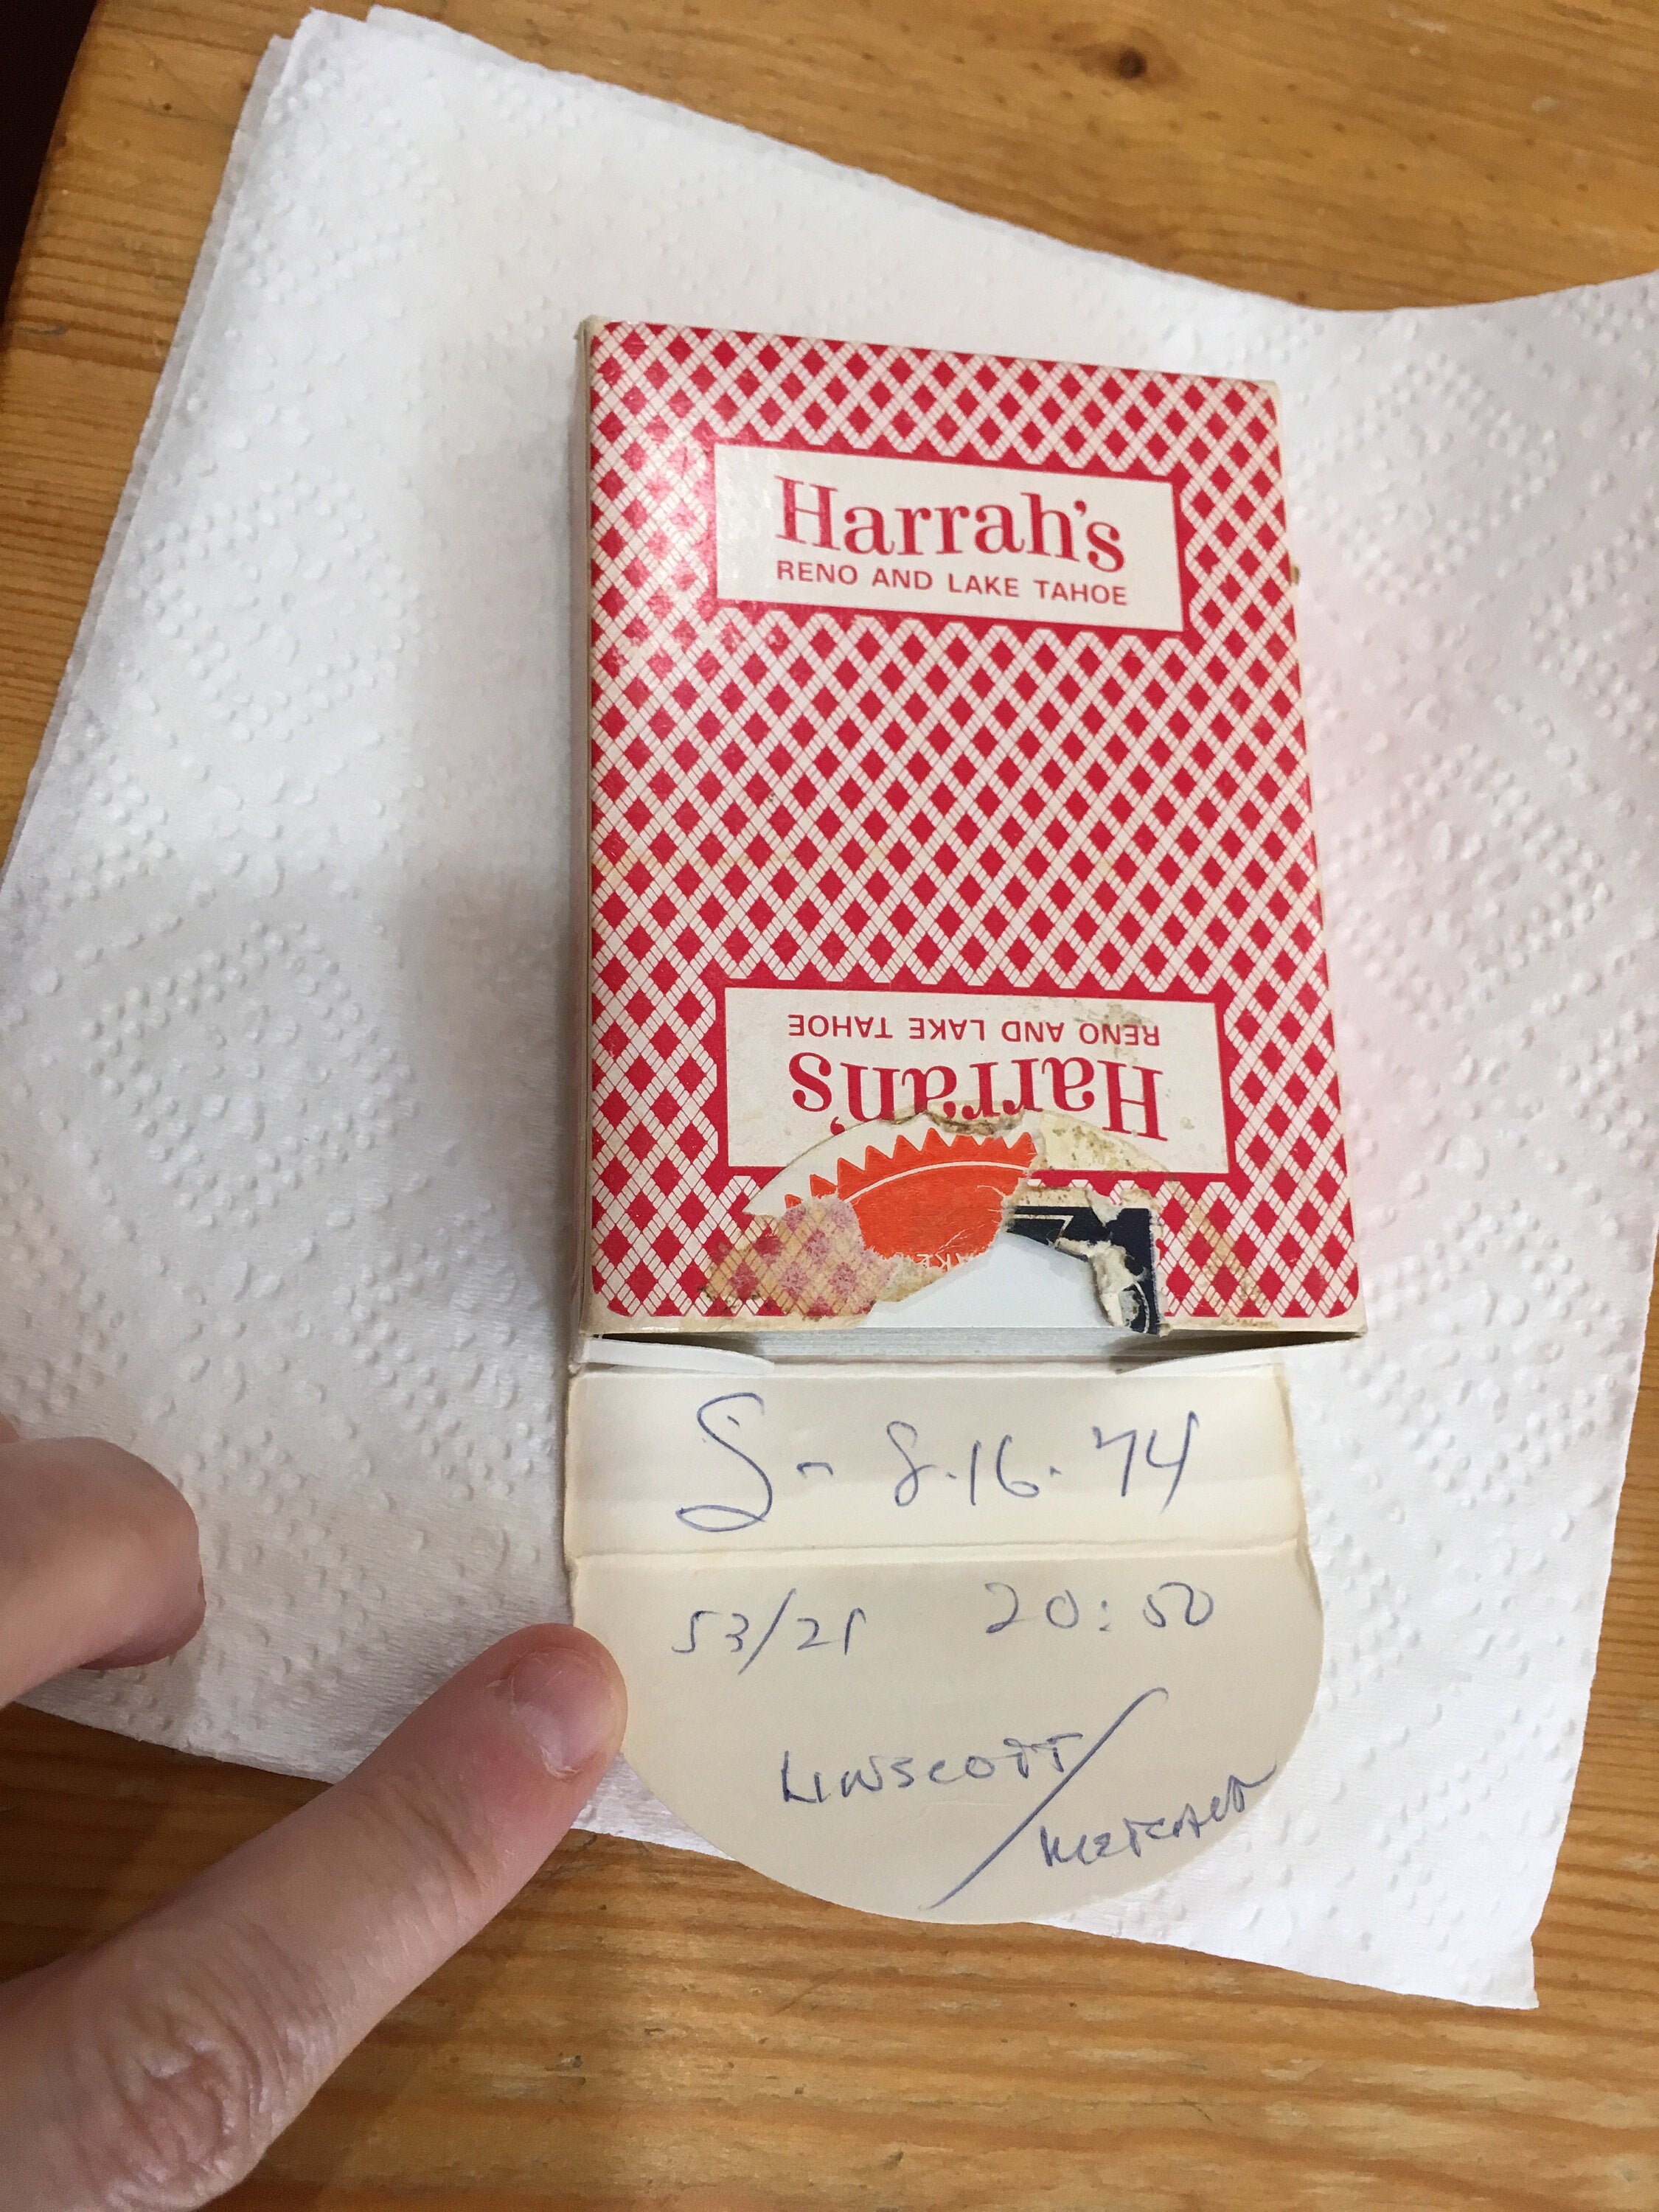 Harrah's
RENO AND LAKE TAHOE
RENO AND LAKE TAHOE
Harrah's
S - 8·16·74
53/21 20:50
LINSCOTT/